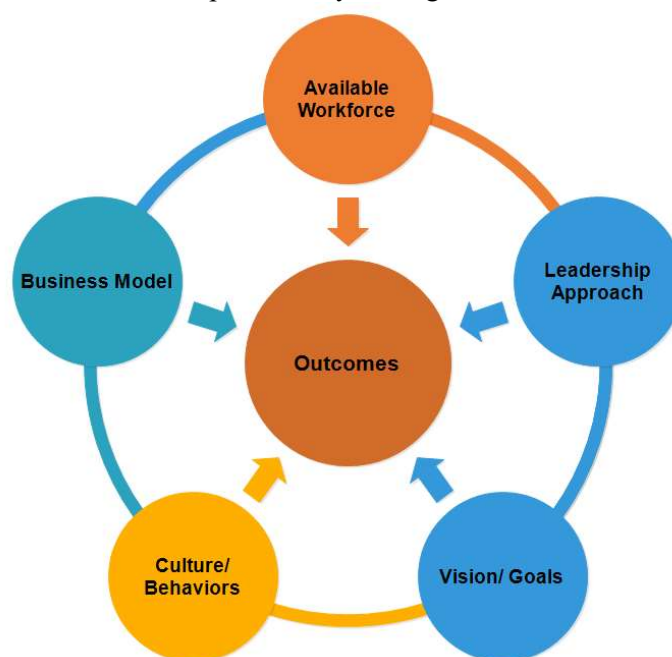 Available
Workforce
Leadership
Approach
Business Model
Outcomes
Culture/
Behaviors
Vision/ Goals